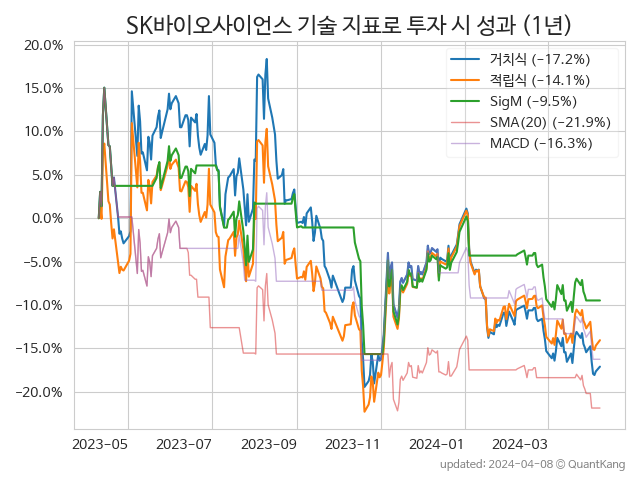 SK바이오사이언스 기술 지표로 투자 시 성과 (1년)
20.0%
15.0%
10.0%
5.0%
0.0%
−5.0%
−10.0%
−15.0%
−20.0%
거치식 (−17.2%)
적립식 (−14.1%)
SigM (−9.5%)
SMA(20) (−21.9%)
MACD (−16.3%)
2023-05 2023-07 2023-09 2023-11 2024-01 2024-03
updated: 2024-04-08 © QuantKang